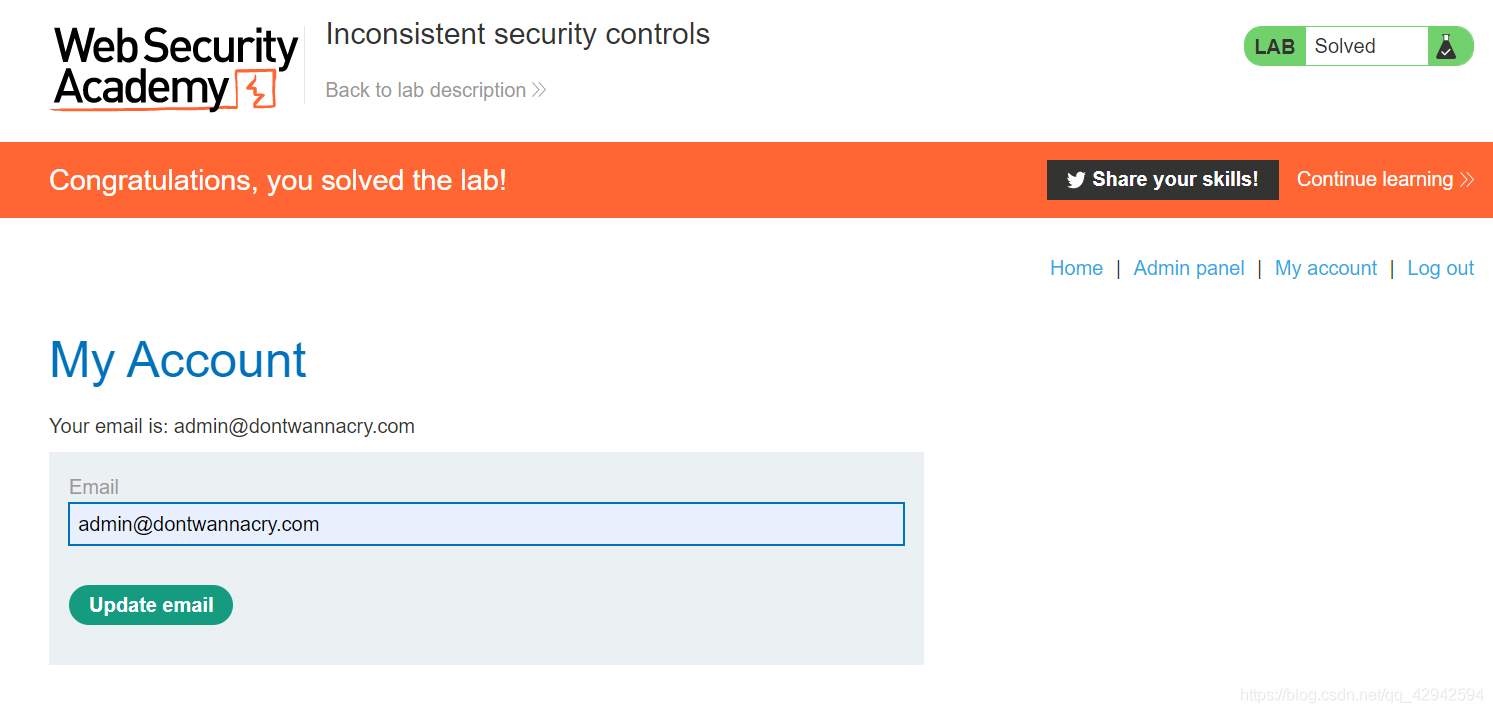 Web Security
Academy
Inconsistent security controls
Back to lab description
LAB Solved
Congratulations, you solved the lab!
Share your skills!
Continue learning
Home | Admin panel | My account | Log out
My Account
Your email is: admin@dontwannacry.com
Email
admin@dontwannacry.com
Update email
https://blog.csdn.net/qq_42942594